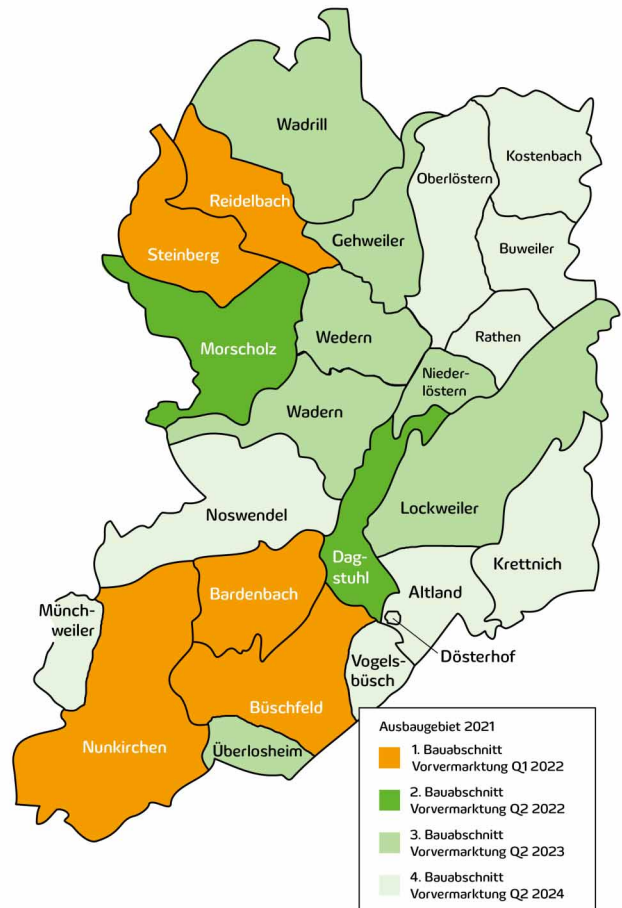 Wadrill
Kostenbach
Oberlöstern
Reidelbach
Gehweiler
Buweiler
Steinberg
Rathen
Wedern
Morscholz
Nieder-
löstern
Wadern
Lockweiler
Noswendel
Dag-
stuhl
Krettnich
Altland
Bardenbach
Münch-
weiler
Dösterhof
Vogels-
büsch
Büschfeld
Nunkirchen
Überlosheim
Ausbaugebiet 2021
1. Bauabschnitt
Vorvermarktung Q1 2022
2. Bauabschnitt
Vorvermarktung Q2 2022
3. Bauabschnitt
Vorvermarktung Q2 2023
4. Bauabschnitt
Vorvermarktung Q2 2024